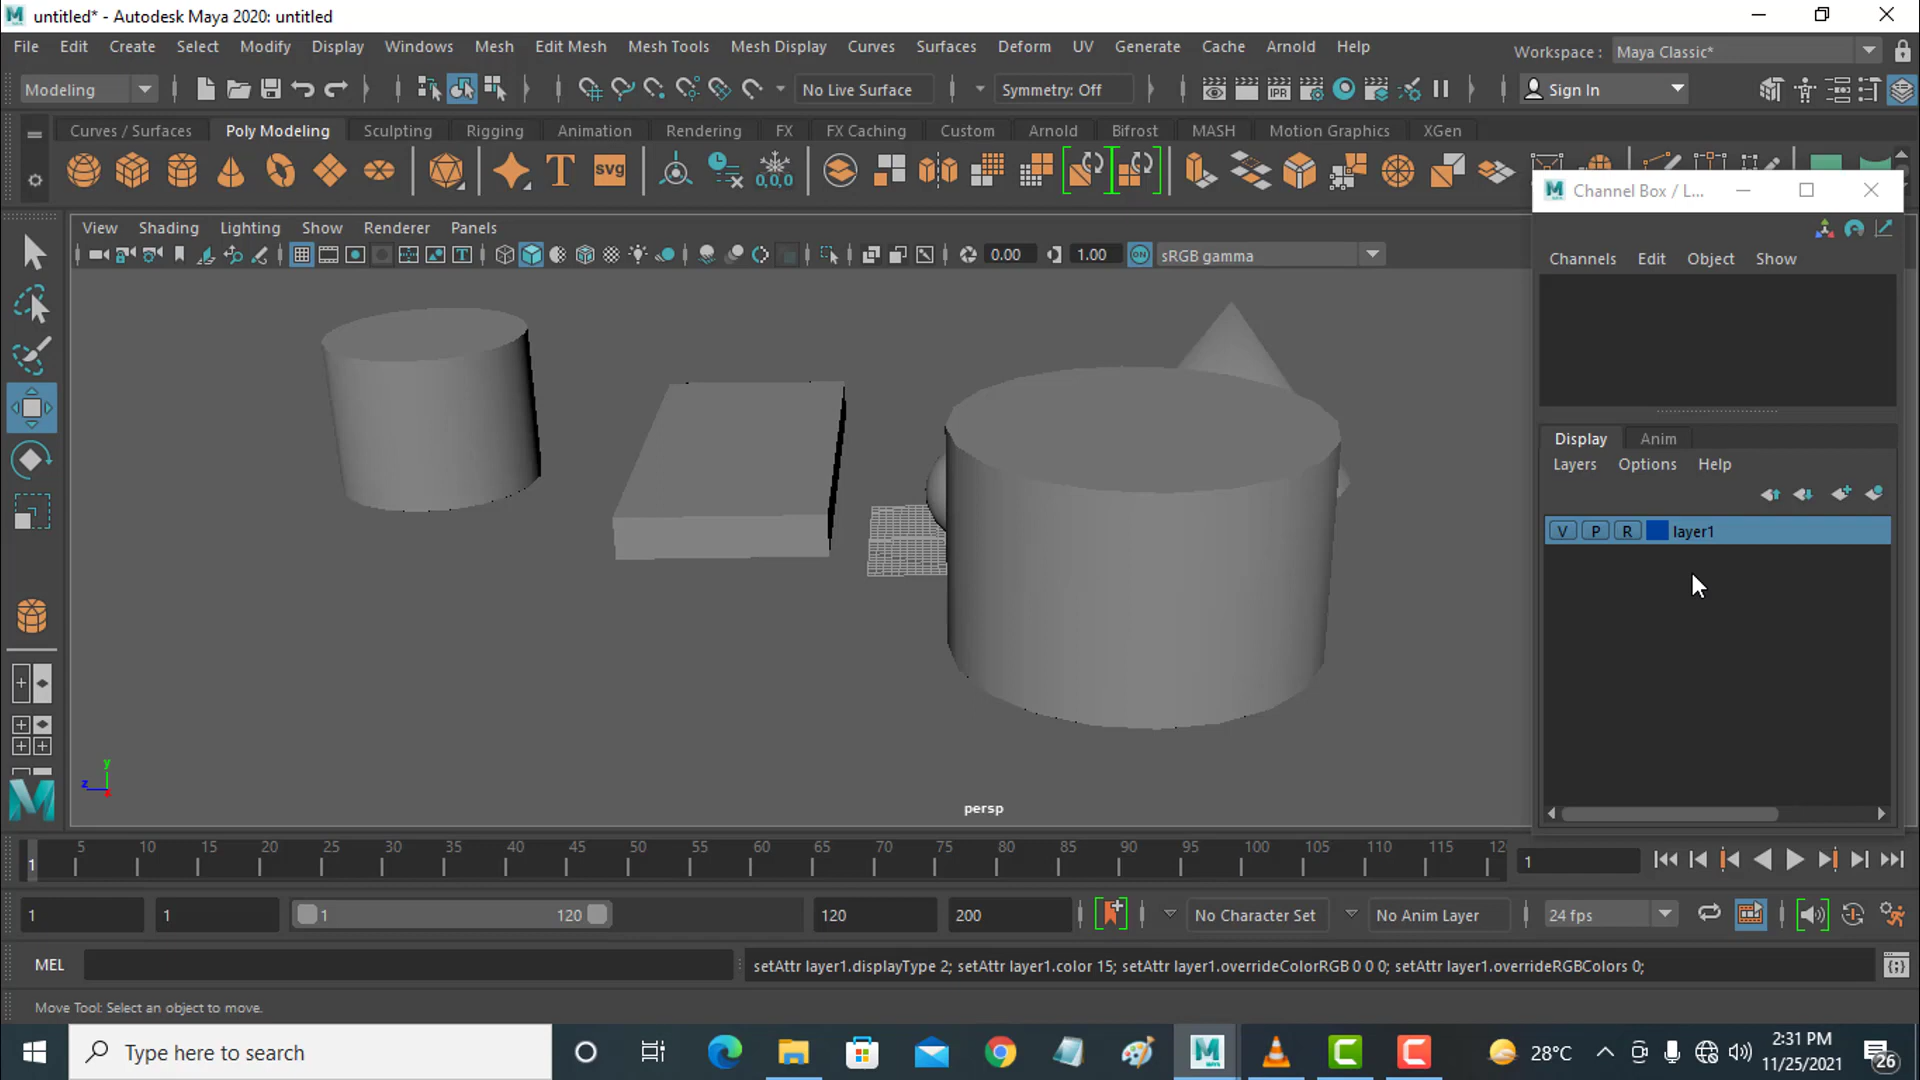 untitled* - Autodesk Maya 2020: untitled
File Edit Create Select Modify Display Windows Mesh Edit Mesh Mesh Tools Mesh Display Curves Surfaces Deform UV Generate Cache Arnold Help Workspace : Maya Classic*
Modeling No Live Surface Symmetry: Off IPR Sign In
Curves / Surfaces Poly Modeling Sculpting Rigging Animation Rendering FX FX Caching Custom Arnold Bifrost MASH Motion Graphics XGen
T svg 0,0,0
Channel Box / L...
View Shading Lighting Show Renderer Panels
0.00 1.00 ON sRGB gamma
Channels Edit Object Show
Display Anim
Layers Options Help
V P R layer1
y
z
persp
1 5 10 15 20 25 30 35 40 45 50 55 60 65 70 75 80 85 90 95 100 105 110 115 12 1
1 1 1 120 120 200 No Character Set No Anim Layer 24 fps
MEL setAttr layer1.displayType 2; setAttr layer1.color 15; setAttr layer1.overrideColorRGB 0 0 0; setAttr layer1.overrideRGBColors 0;
Move Tool: Select an object to move.
Type here to search 28°C 2:31 PM
11/25/2021 26